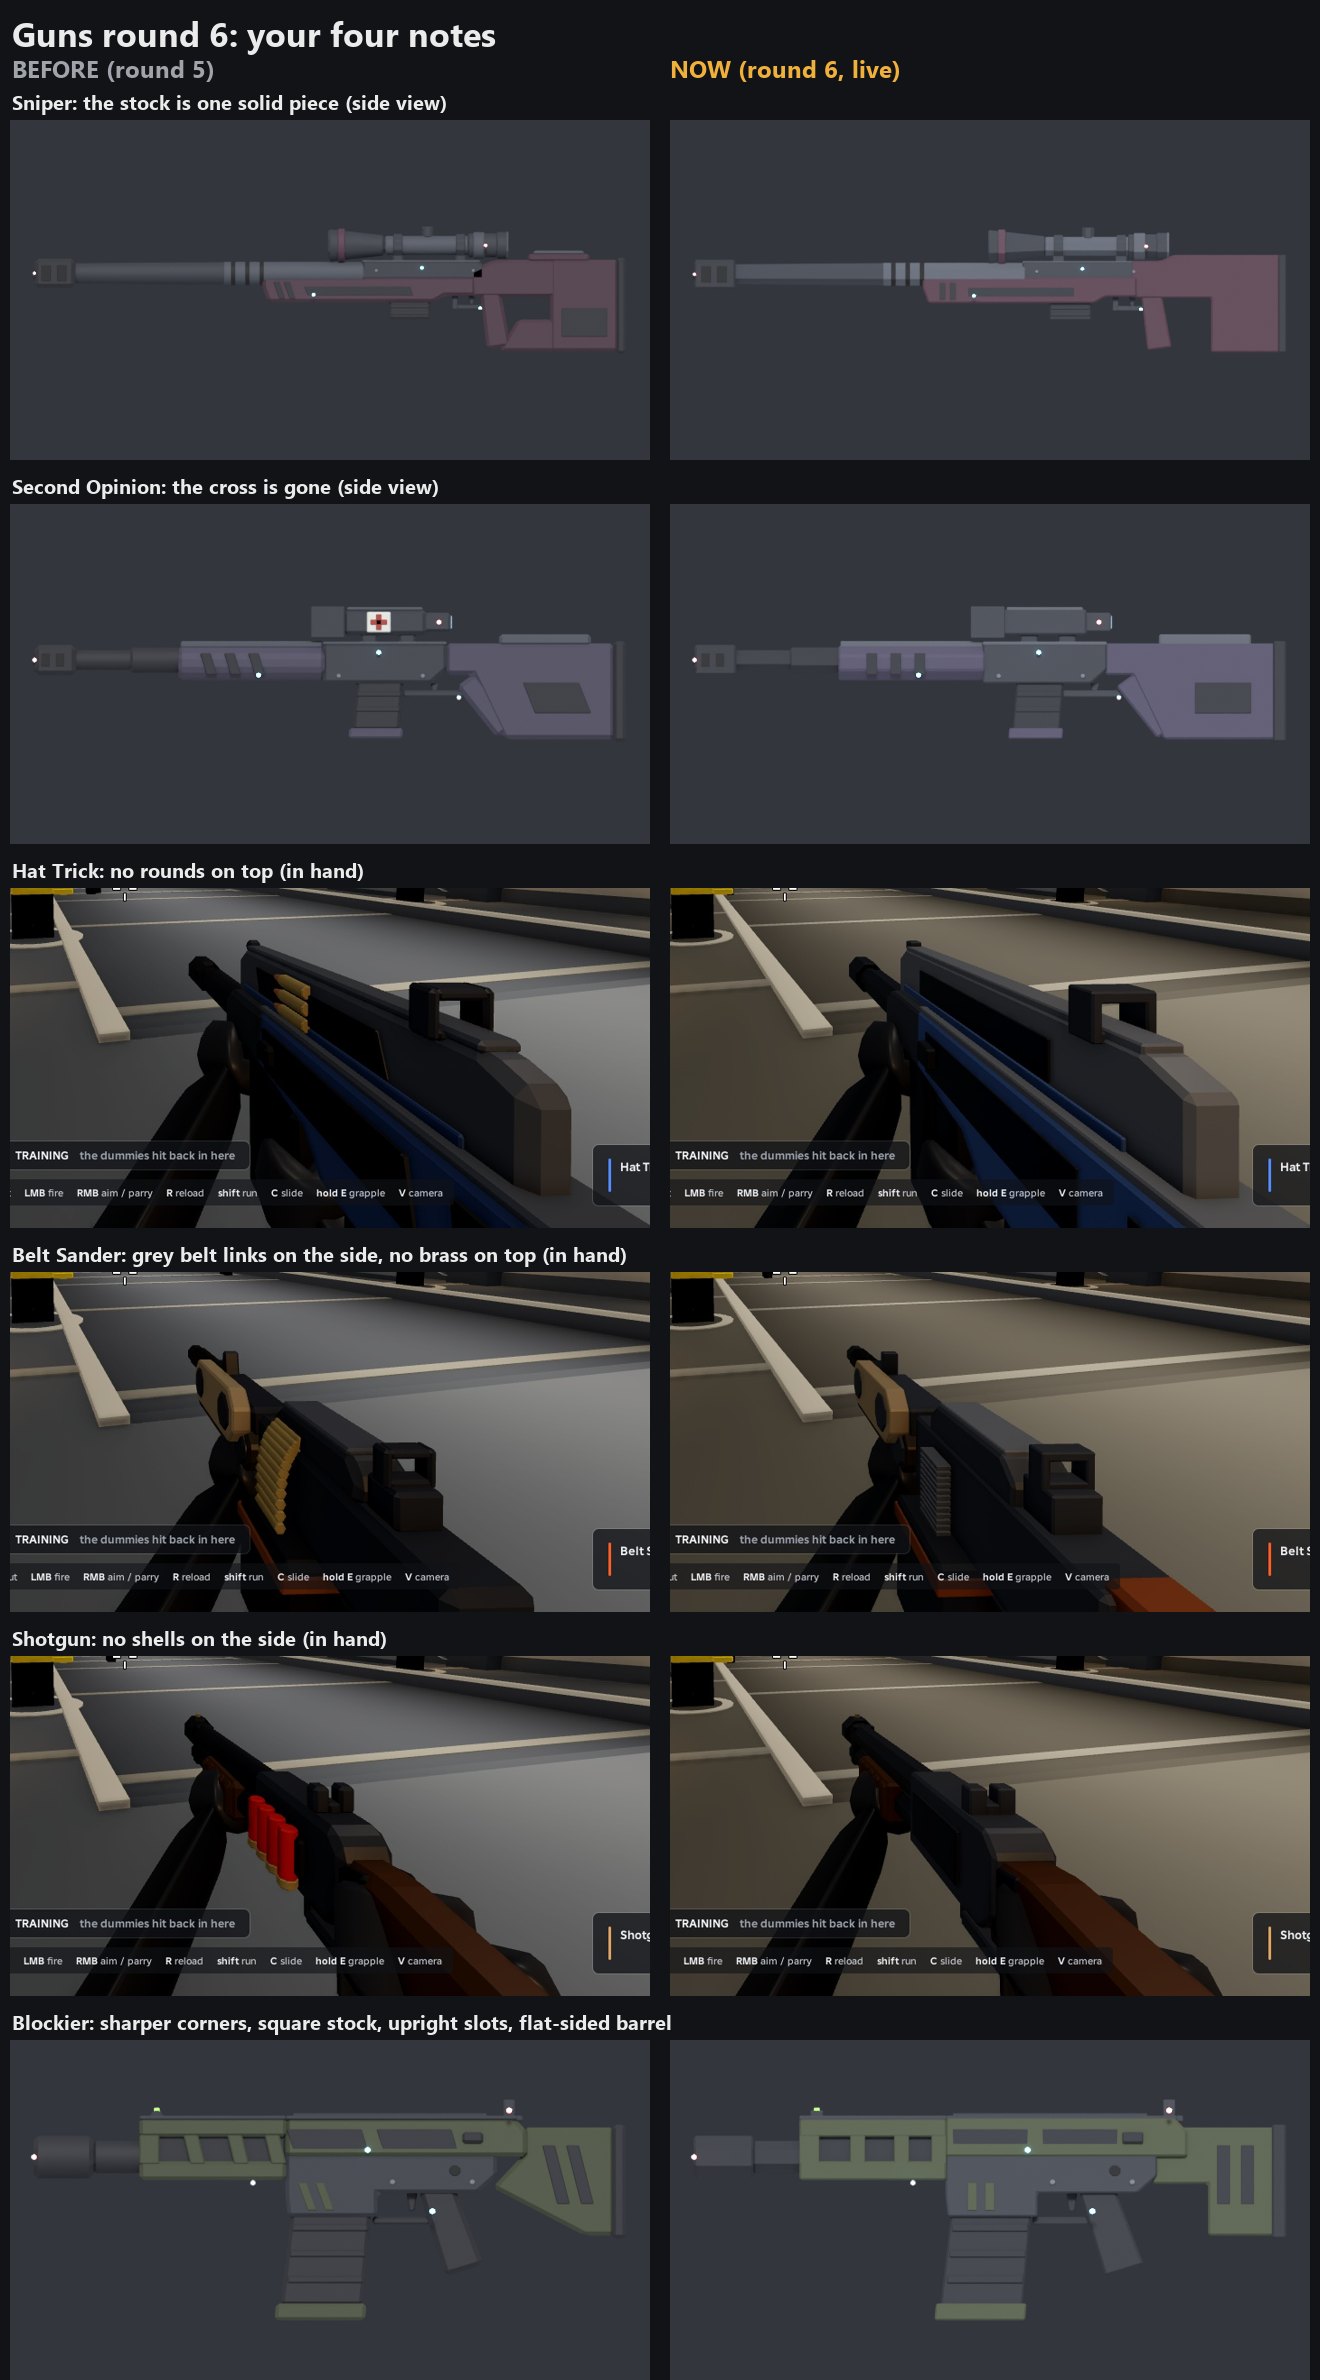 Guns round 6: your four notes
BEFORE (round 5)
NOW (round 6, live)
Sniper: the stock is one solid piece (side view)
Second Opinion: the cross is gone (side view)
Hat Trick: no rounds on top (in hand)
TRAINING the dummies hit back in here
Hat T
LMB fire RMB aim / parry R reload shift run C slide hold E grapple V camera
TRAINING the dummies hit back in here
Hat T
LMB fire RMB aim / parry R reload shift run C slide hold E grapple V camera
Belt Sander: grey belt links on the side, no brass on top (in hand)
TRAINING the dummies hit back in here
Belt S
ut LMB fire RMB aim / parry R reload shift run C slide hold E grapple V camera
TRAINING the dummies hit back in here
Belt S
ut LMB fire RMB aim / parry R reload shift run C slide hold E grapple V camera
Shotgun: no shells on the side (in hand)
TRAINING the dummies hit back in here
Shotg
LMB fire RMB aim / parry R reload shift run C slide hold E grapple V camera
TRAINING the dummies hit back in here
Shotg
LMB fire RMB aim / parry R reload shift run C slide hold E grapple V camera
Blockier: sharper corners, square stock, upright slots, flat-sided barrel